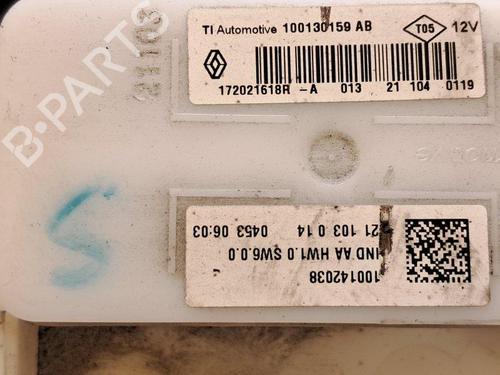 TI Automotive 100130159 AB
T05 12V
172021618R -A 013 21 104 0119
21103
B-PARTS
S
100142038
IND AA HW1.0 SW6.0.0
21 103 0 14 0453 06:03